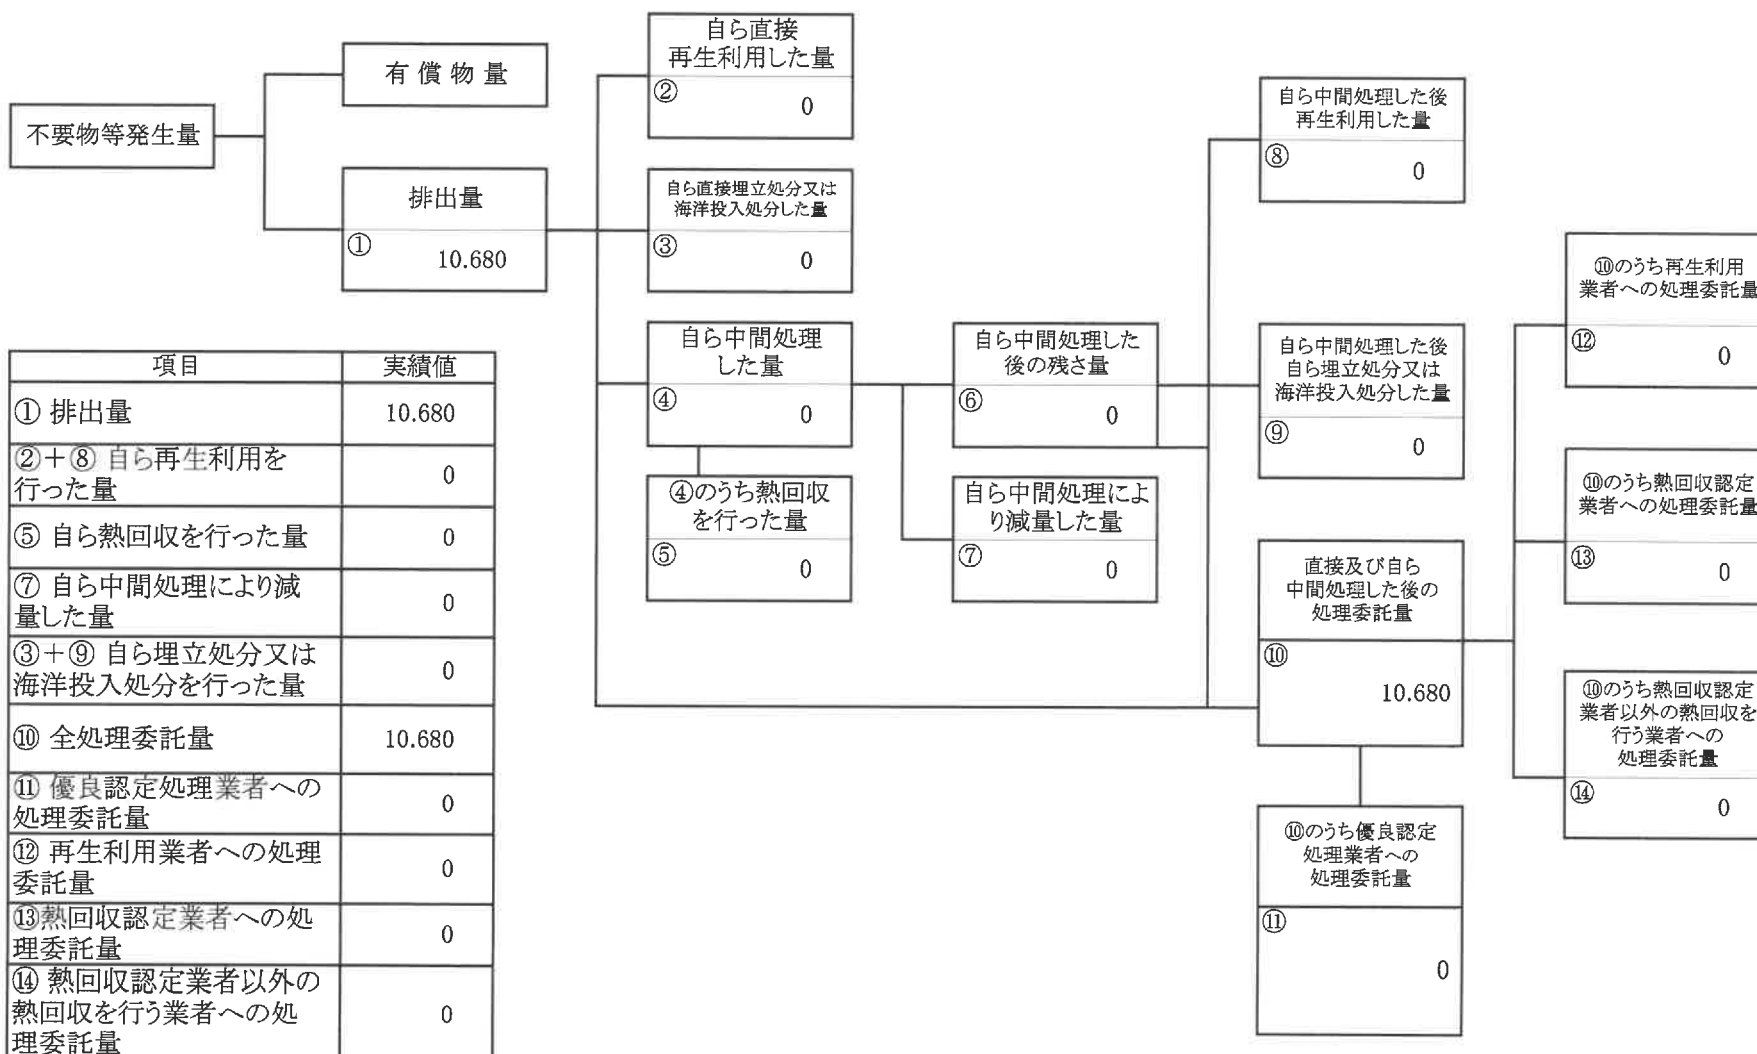 不要物等発生量
有償物量
排出量
①
10.680
自ら直接
再生利用した量
②
0
自ら直接埋立処分又は
海洋投入処分した量
③
0
自ら中間処理
した量
④
0
④のうち熱回収
を行った量
⑤
0
自ら中間処理した
後の残さ量
⑥
0
自ら中間処理によ
り減量した量
⑦
0
自ら中間処理した後
再生利用した量
⑧
0
自ら中間処理した後
自ら埋立処分又は
海洋投入処分した量
⑨
0
直接及び自ら
中間処理した後の
処理委託量
⑩
10.680
⑩のうち優良認定
処理業者への
処理委託量
⑪
0
⑩のうち再生利用
業者への処理委託量
⑫
0
⑩のうち熱回収認定
業者への処理委託量
⑬
0
⑩のうち熱回収認定
業者以外の熱回収を
行う業者への
処理委託量
⑭
0
項目 実績値
① 排出量 10.680
②＋⑧ 自ら再生利用を
行った量 0
⑤ 自ら熱回収を行った量 0
⑦ 自ら中間処理により減
量した量 0
③＋⑨ 自ら埋立処分又は
海洋投入処分を行った量 0
⑩ 全処理委託量 10.680
⑪ 優良認定処理業者への
処理委託量 0
⑫ 再生利用業者への処理
委託量 0
⑬熱回収認定業者への処
理委託量 0
⑭ 熱回収認定業者以外の
熱回収を行う業者への処
理委託量 0